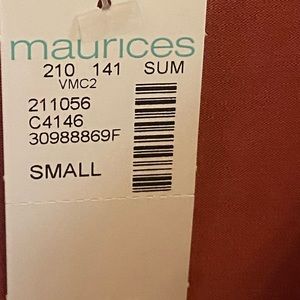 maurices
210 141 SUM
VMC2
211056
C4146
30988869F
SMALL